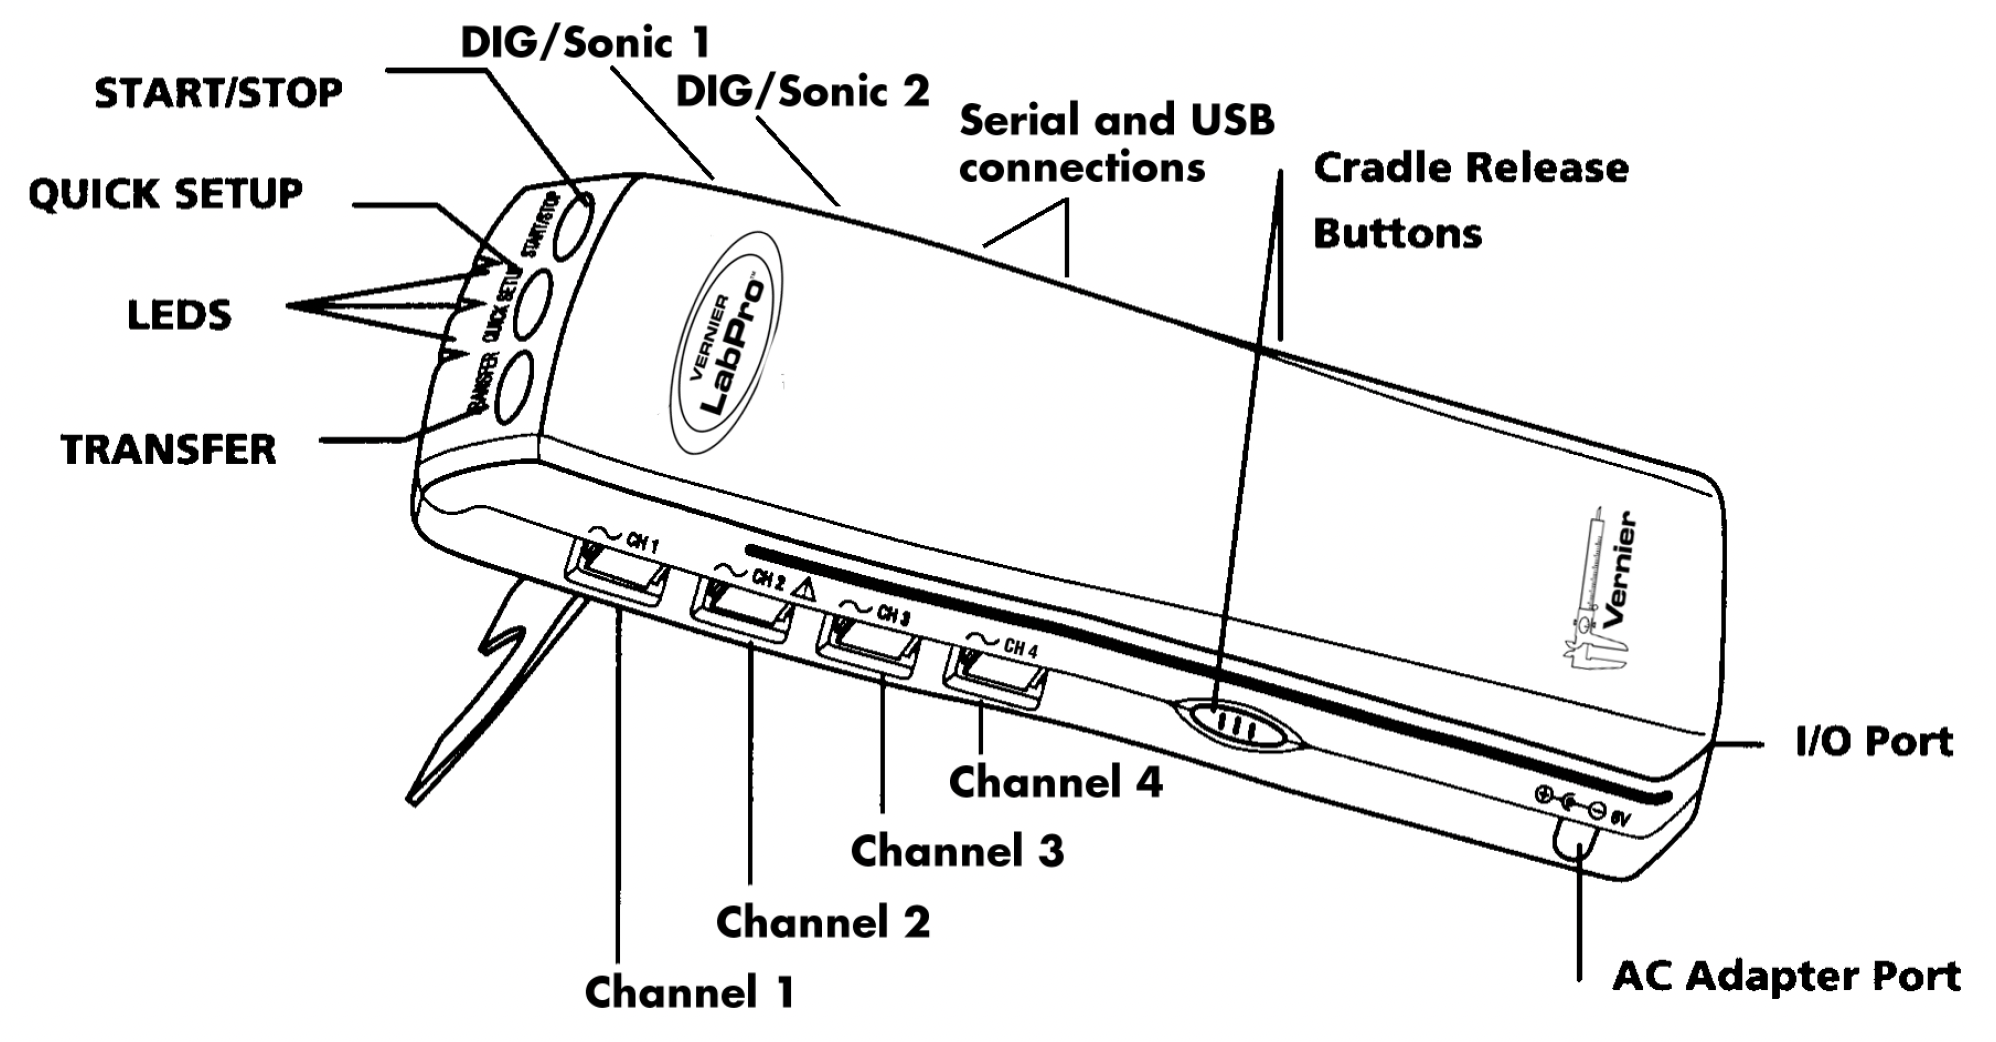 DIG/Sonic 1
START/STOP
DIG/Sonic 2
Serial and USB
connections
Cradle Release
Buttons
QUICK SETUP
LEDS
TRANSFER
START/STOP
QUICK SETUP
TRANSFER
VERNIER
LabPro™
CH 1
CH 2
CH 3
CH 4
Vernier
I/O Port
6V
Channel 4
Channel 3
Channel 2
Channel 1
AC Adapter Port